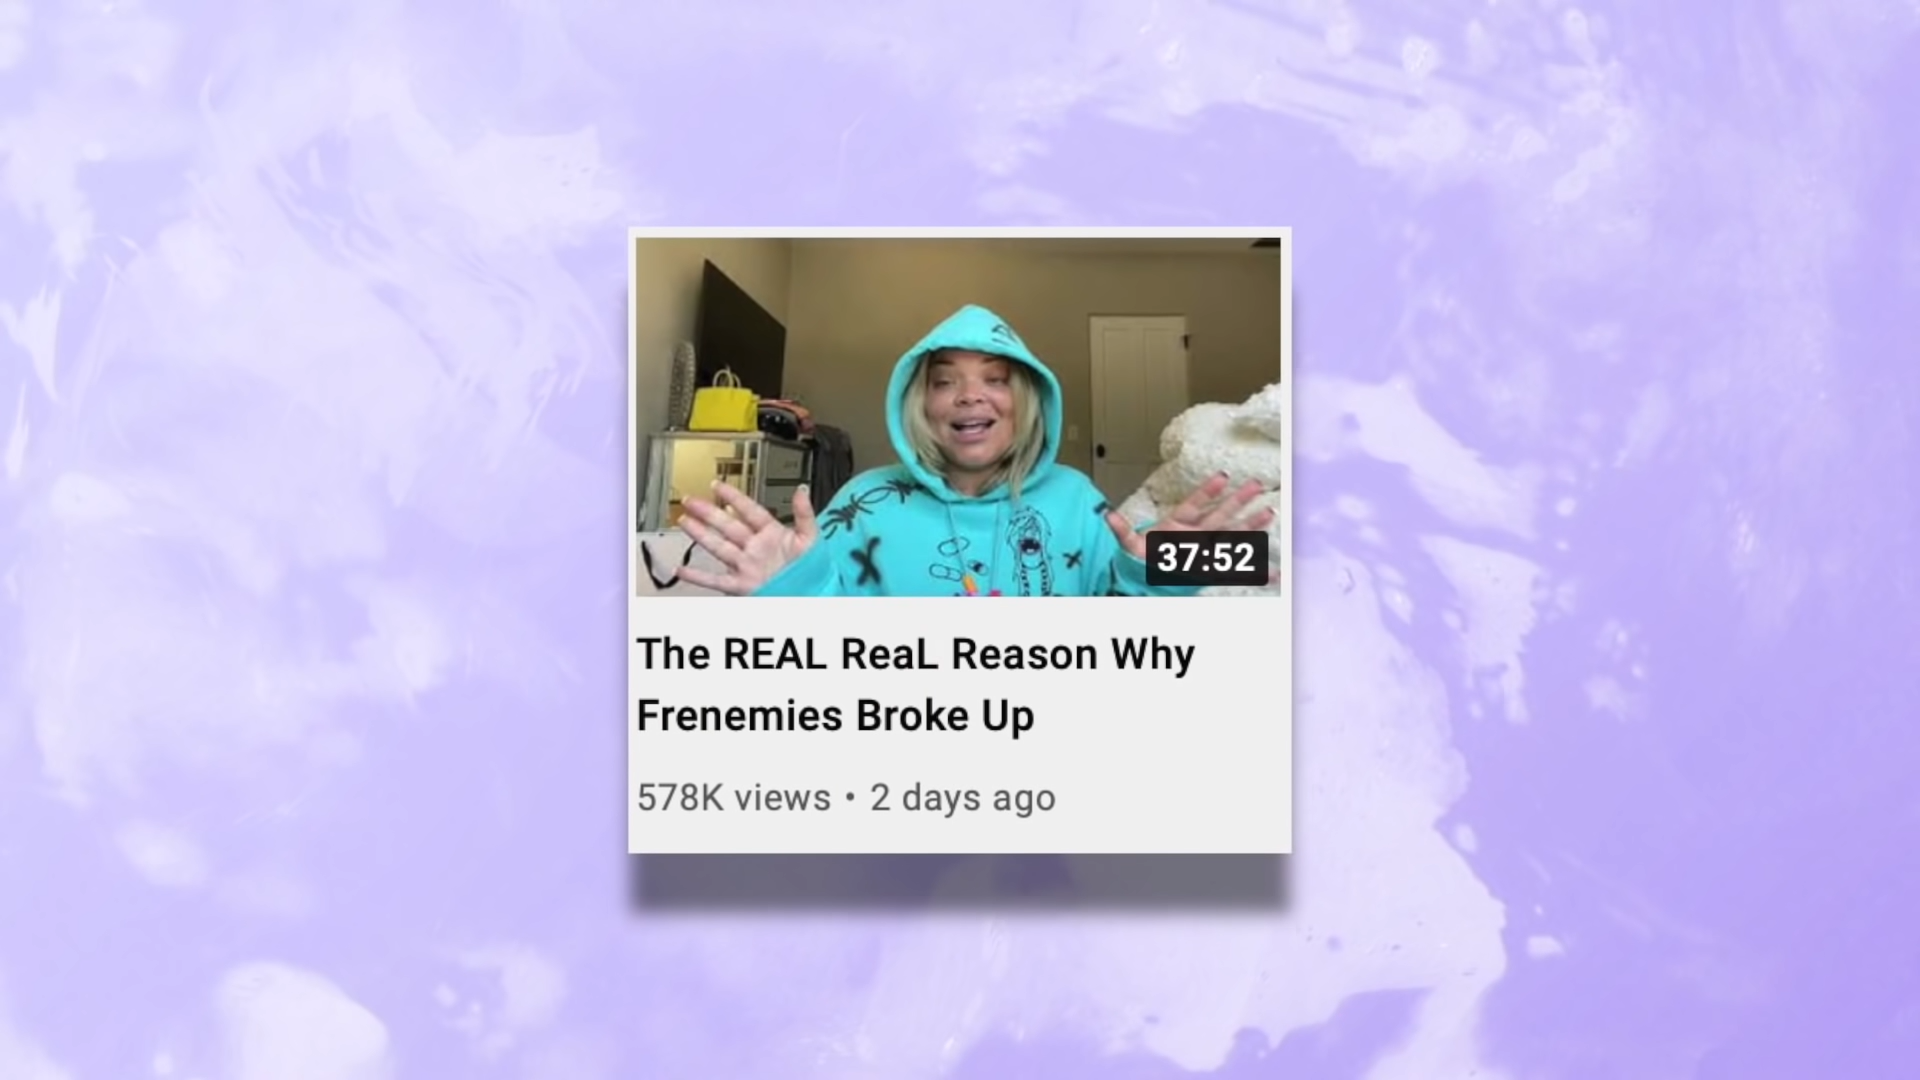 37:52
The REAL ReaL Reason Why
Frenemies Broke Up
578K views • 2 days ago